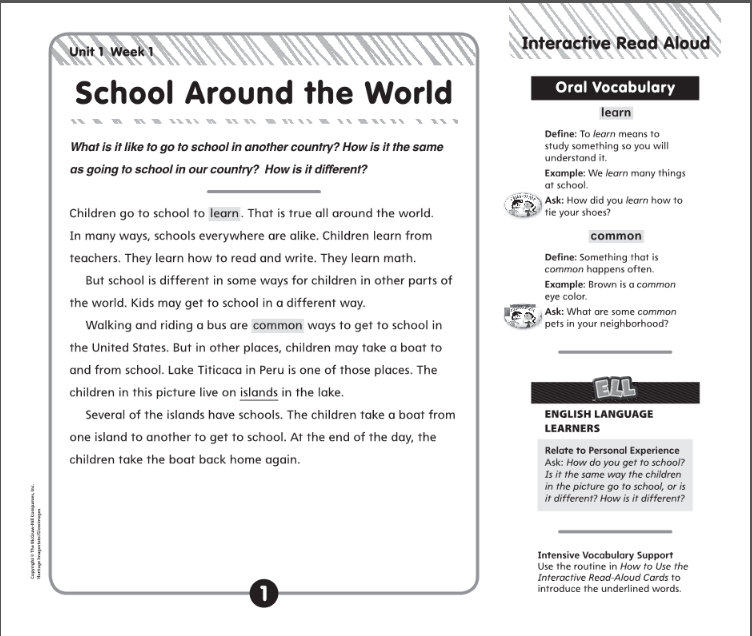 Unit 1 Week 1
School Around the World
What is it like to go to school in another country? How is it the same
as going to school in our country? How is it different?
Children go to school to learn. That is true all around the world.
In many ways, schools everywhere are alike. Children learn from
teachers. They learn how to read and write. They learn math.
But school is different in some ways for children in other parts of
the world. Kids may get to school in a different way.
Walking and riding a bus are common ways to get to school in
the United States. But in other places, children may take a boat to
and from school. Lake Titicaca in Peru is one of those places. The
children in this picture live on islands in the lake.
Several of the islands have schools. The children take a boat from
one island to another to get to school. At the end of the day, the
children take the boat back home again.
Copyright © The McGraw-Hill Companies, Inc.
1
Interactive Read Aloud
Oral Vocabulary
learn
Define: To learn means to
study something so you will
understand it.
Example: We learn many things
at school.
Ask: How did you learn how to
tie your shoes?
common
Define: Something that is
common happens often.
Example: Brown is a common
eye color.
Ask: What are some common
pets in your neighborhood?
ELL
ENGLISH LANGUAGE
LEARNERS
Relate to Personal Experience
Ask: How do you get to school?
Is it the same way the children
in the picture go to school, or is
it different? How is it different?
Intensive Vocabulary Support
Use the routine in How to Use the
Interactive Read-Aloud Cards to
introduce the underlined words.